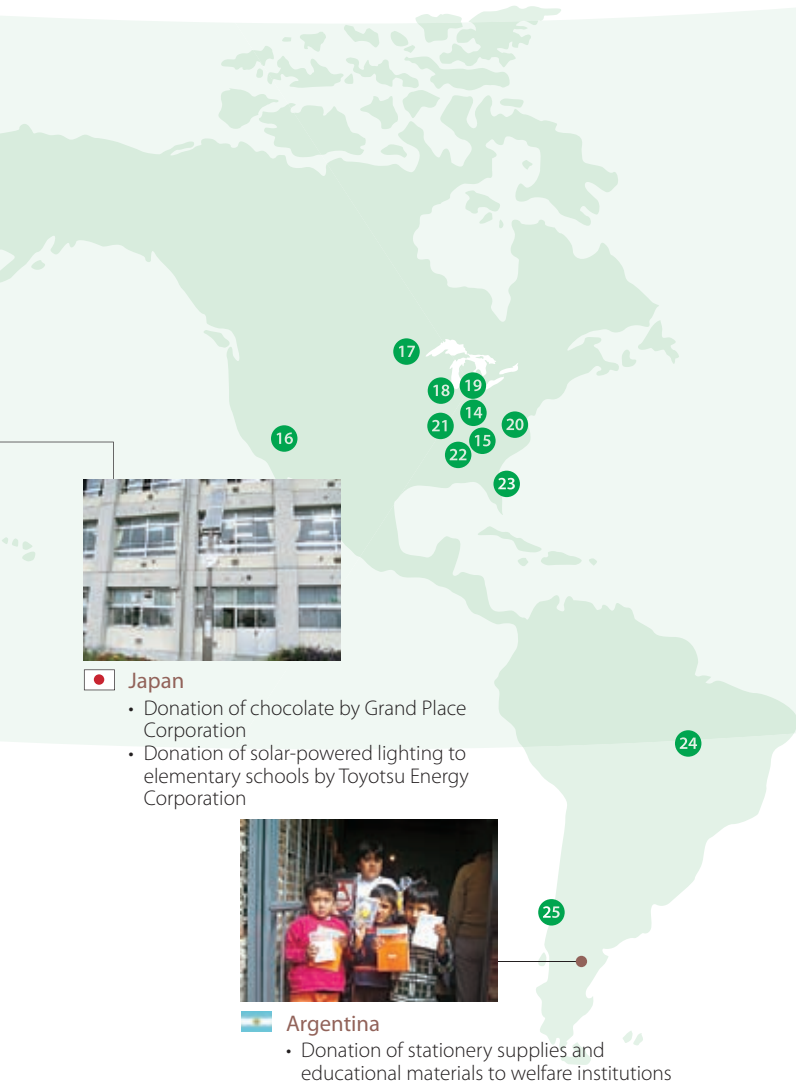 17
18
19
14
21
20
16
15
22
23
Japan
• Donation of chocolate by Grand Place
Corporation
• Donation of solar-powered lighting to
elementary schools by Toyotsu Energy
Corporation
24
25
Argentina
• Donation of stationery supplies and
educational materials to welfare institutions